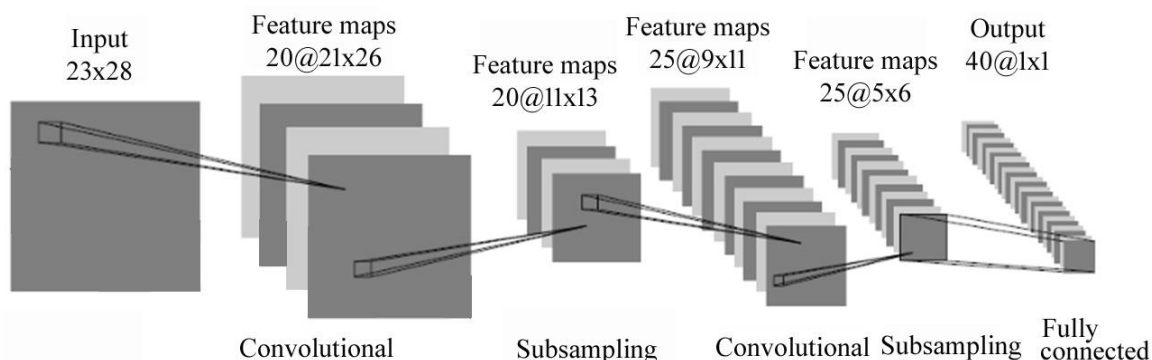 Input
23x28
Feature maps
20@21x26
Feature maps
20@11x13
Feature maps
25@9x11
Feature maps
25@5x6
Output
40@1x1
Convolutional
Subsampling
Convolutional
Subsampling
Fully
connected